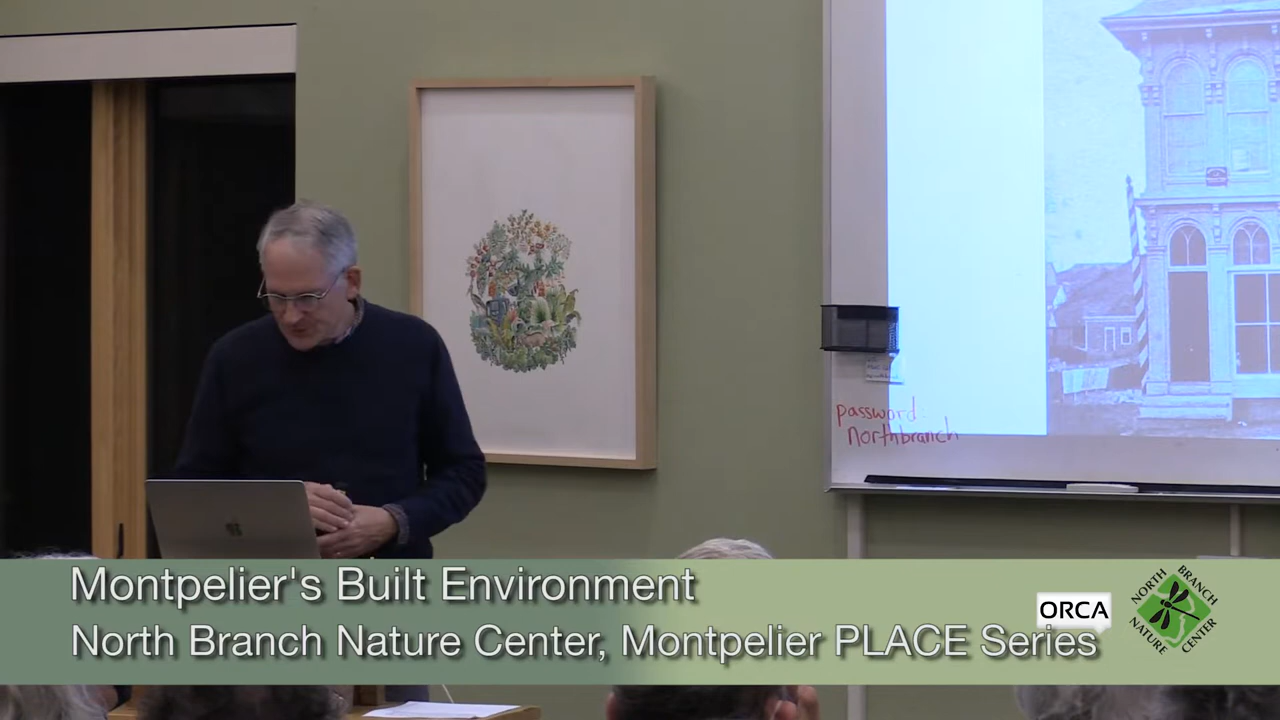 password:
Northbranch
Montpelier's Built Environment
North Branch Nature Center, Montpelier PLACE Series
ORCA
NORTH BRANCH
NATURE CENTER